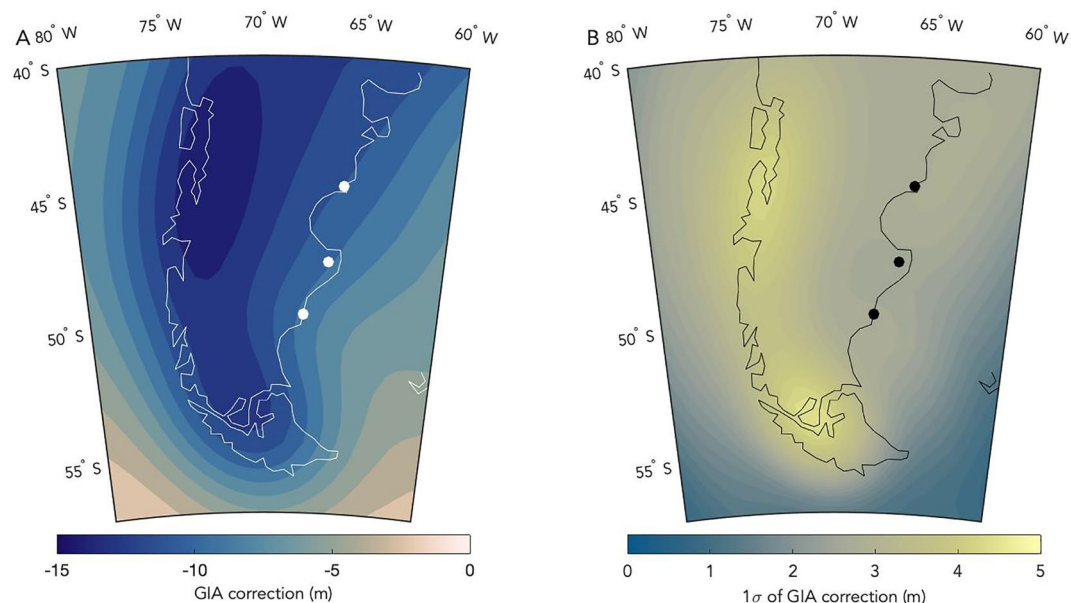 A
80° W 75° W 70° W 65° W 60° W
40° S
45° S
50° S
55° S
-15 -10 -5 0
GIA correction (m)
B
80° W 75° W 70° W 65° W 60° W
40° S
45° S
50° S
55° S
0 1 2 3 4 5
1σ of GIA correction (m)